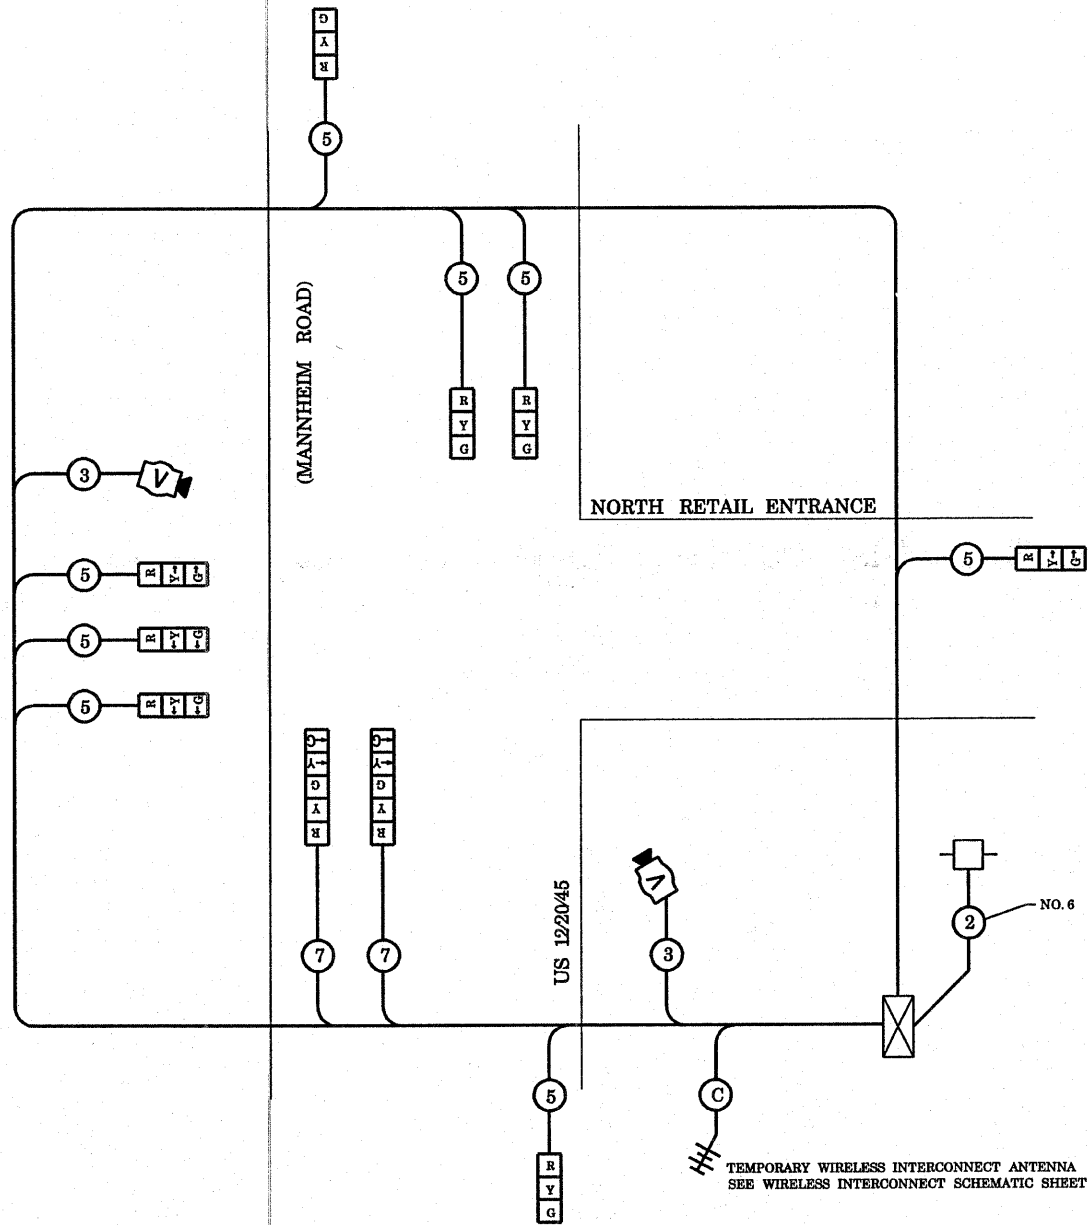 G
Y
R
5
5
5
(MANNHEIM ROAD)
R
Y
G
R
Y
G
3
V
NORTH RETAIL ENTRANCE
5
R
Y→
G→
5
R
Y→
G→
5
R
←Y
←G
5
R
←Y
←G
←G
←Y
G
Y
R
←G
←Y
G
Y
R
V
US 12/20/45
7
7
3
2
NO. 6
5
C
R
Y
G
TEMPORARY WIRELESS INTERCONNECT ANTENNA
SEE WIRELESS INTERCONNECT SCHEMATIC SHEET